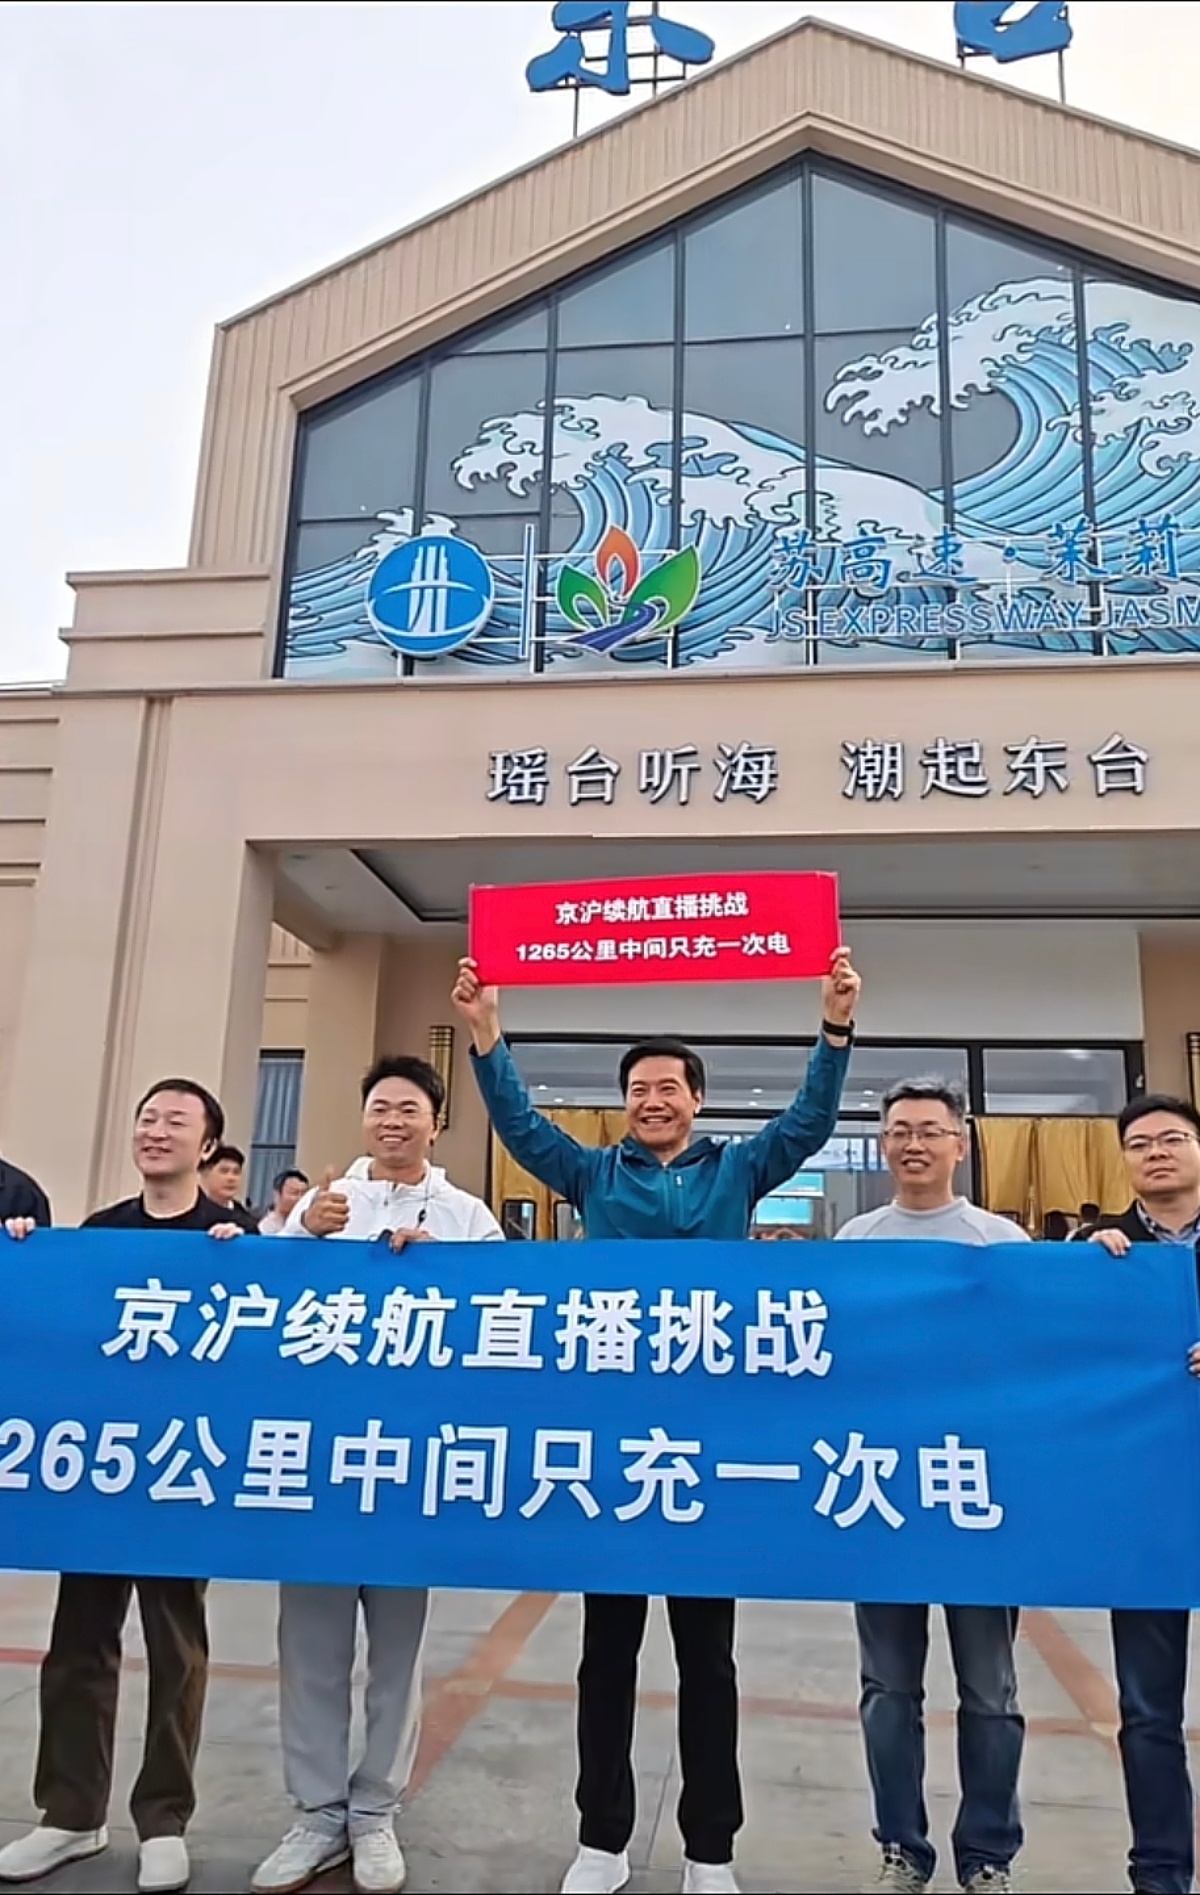 东台
苏高速·茉莉
JS EXPRESSWAY JASM
瑶台听海 潮起东台
京沪续航直播挑战
1265公里中间只充一次电
京沪续航直播挑战
265公里中间只充一次电